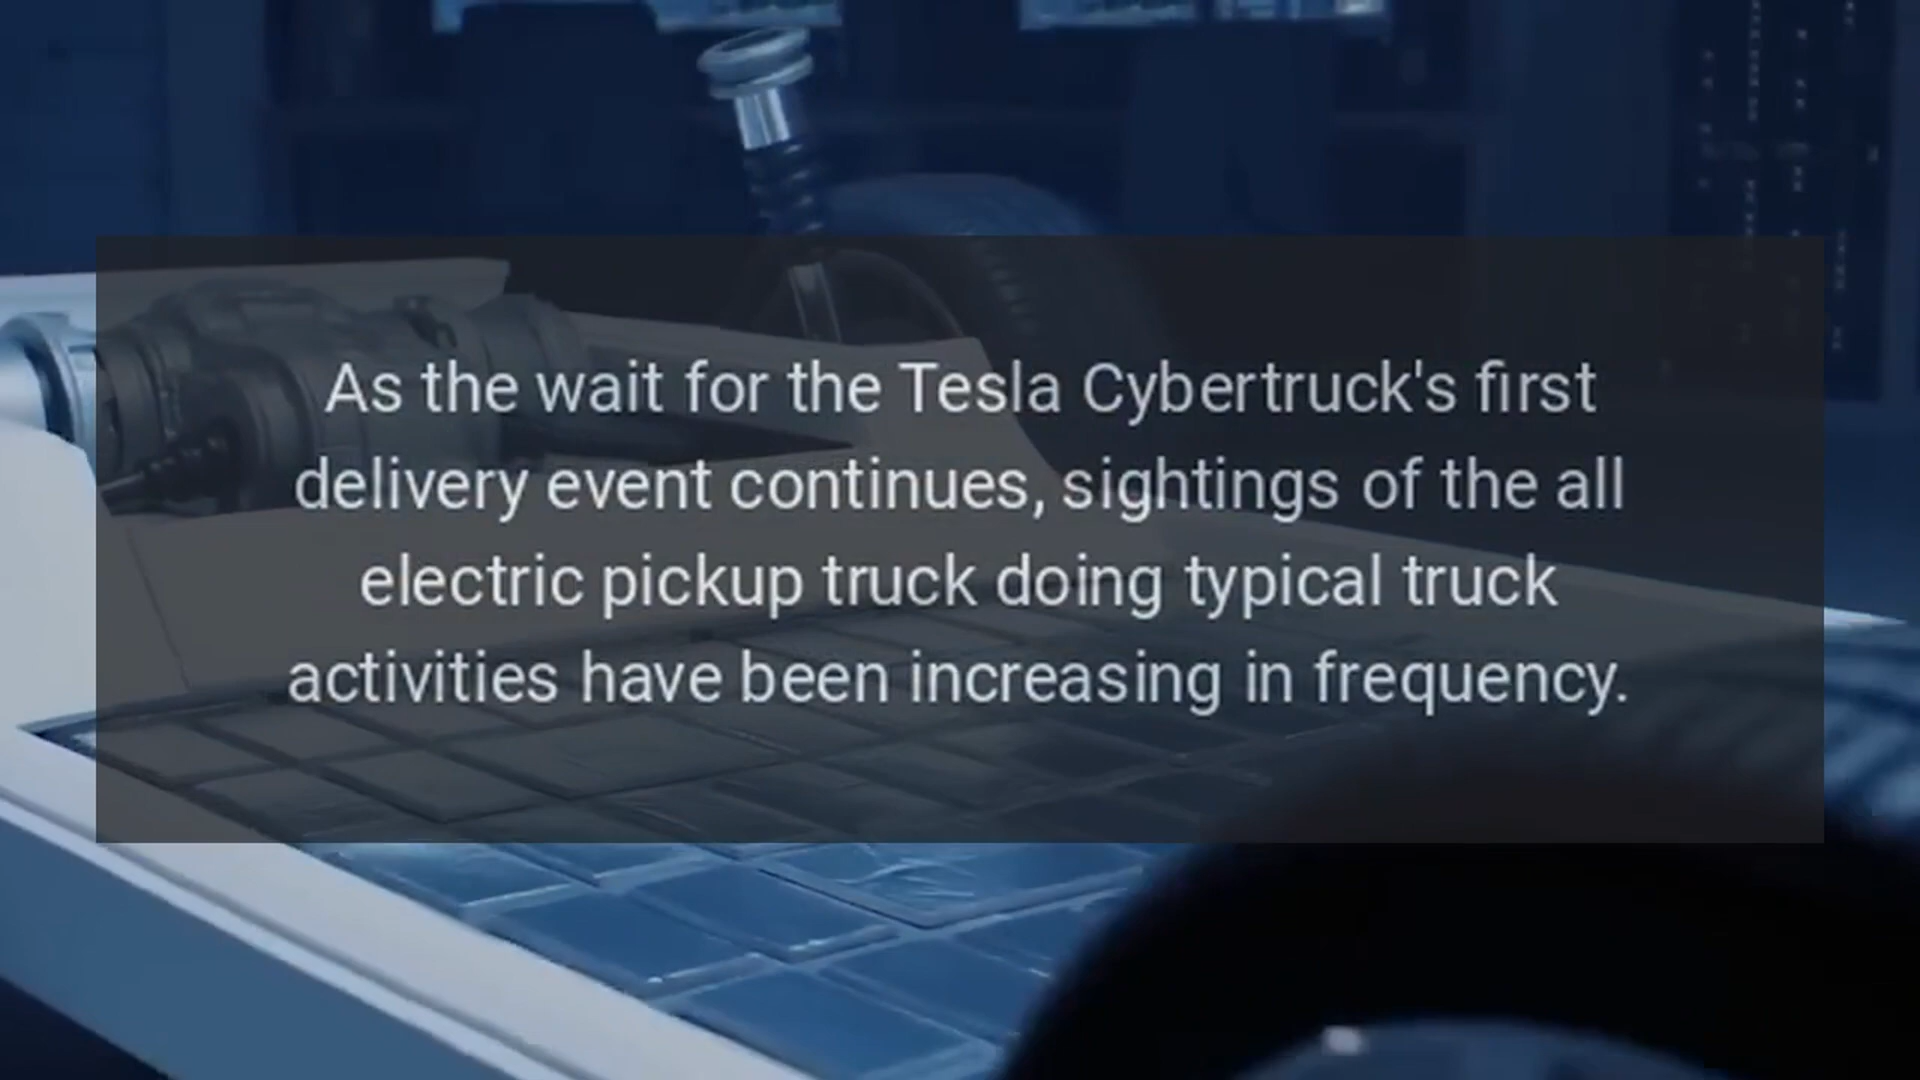 As the wait for the Tesla Cybertruck's first
delivery event continues, sightings of the all
electric pickup truck doing typical truck
activities have been increasing in frequency.